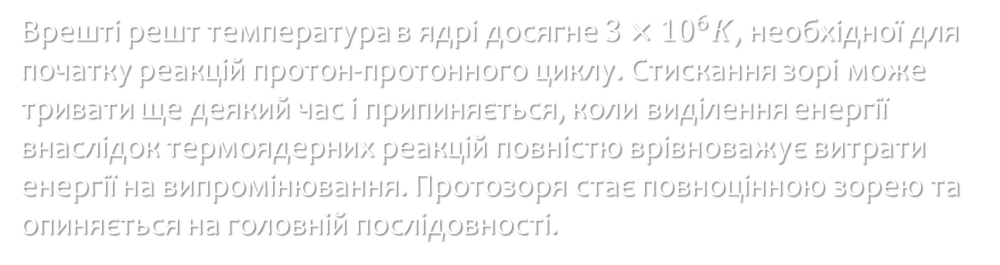 Врешті решт температура в ядрі досягне 3 × 10⁶K, необхідної для
початку реакцій протон-протонного циклу. Стискання зорі може
тривати ще деякий час і припиняється, коли виділення енергії
внаслідок термоядерних реакцій повністю врівноважує витрати
енергії на випромінювання. Протозоря стає повноцінною зорею та
опиняється на головній послідовності.